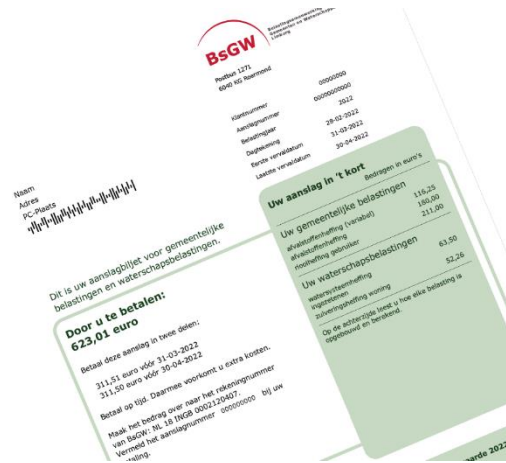 BsGW
Belastingsamenwerking
Gemeenten en Waterschappen
Limburg
Postbus 1271
6040 KG Roermond
Klantnummer 00000000
Aanslagnummer 00000000000
Belastingjaar 2022
Dagtekening 28-02-2022
Eerste vervaldatum 31-03-2022
Laatste vervaldatum 30-04-2022
Naam
Adres
PC-Plaats
Dit is uw aanslagbiljet voor gemeentelijke
belastingen en waterschapsbelastingen.
Door u te betalen:
623,01 euro
Betaal deze aanslag in twee delen:
311,51 euro vóór 31-03-2022
311,50 euro vóór 30-04-2022
Betaal op tijd. Daarmee voorkomt u extra kosten.
Maak het bedrag over naar het rekeningnummer
van BsGW: NL 18 INGB 0002120407.
Vermeld het aanslagnummer 000000000 bij uw
taling.
Uw aanslag in 't kort
Bedragen in euro's
Uw gemeentelijke belastingen
afvalstoffenheffing (variabel) 116,25
afvalstoffenheffing 180,00
rioolheffing gebruiker 211,00
Uw waterschapsbelastingen
watersysteemheffing
ingezetenen 63,50
zuiveringsheffing woning 52,26
Op de achterzijde leest u hoe elke belasting is
opgebouwd en berekend.
aarde 2022